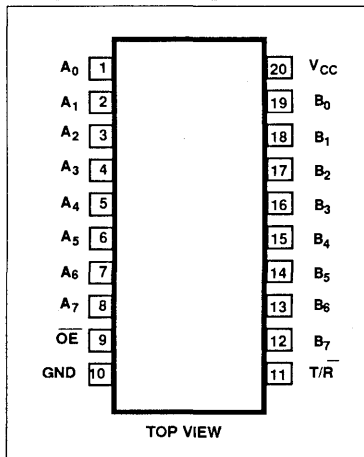 A0 1 20 VCC
A1 2 19 B0
A2 3 18 B1
A3 4 17 B2
A4 5 16 B3
A5 6 15 B4
A6 7 14 B5
A7 8 13 B6
O̅E̅ 9 12 B7
GND 10 11 T/R̅
TOP VIEW